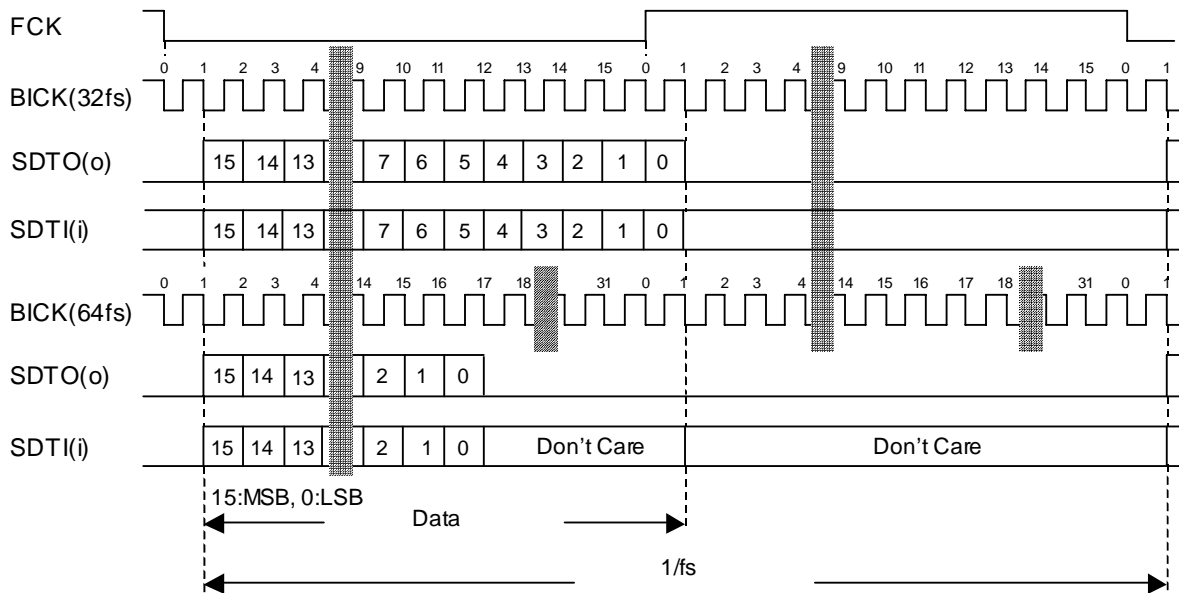 FCK
0 1 2 3 4 9 10 11 12 13 14 15 0 1 2 3 4 9 10 11 12 13 14 15 0 1
BICK(32fs)
SDTO(o) 15 14 13 7 6 5 4 3 2 1 0
SDTI(i) 15 14 13 7 6 5 4 3 2 1 0
0 1 2 3 4 14 15 16 17 18 31 0 1 2 3 4 14 15 16 17 18 31 0 1
BICK(64fs)
SDTO(o) 15 14 13 2 1 0
SDTI(i) 15 14 13 2 1 0 Don't Care Don't Care
15:MSB, 0:LSB
Data
1/fs